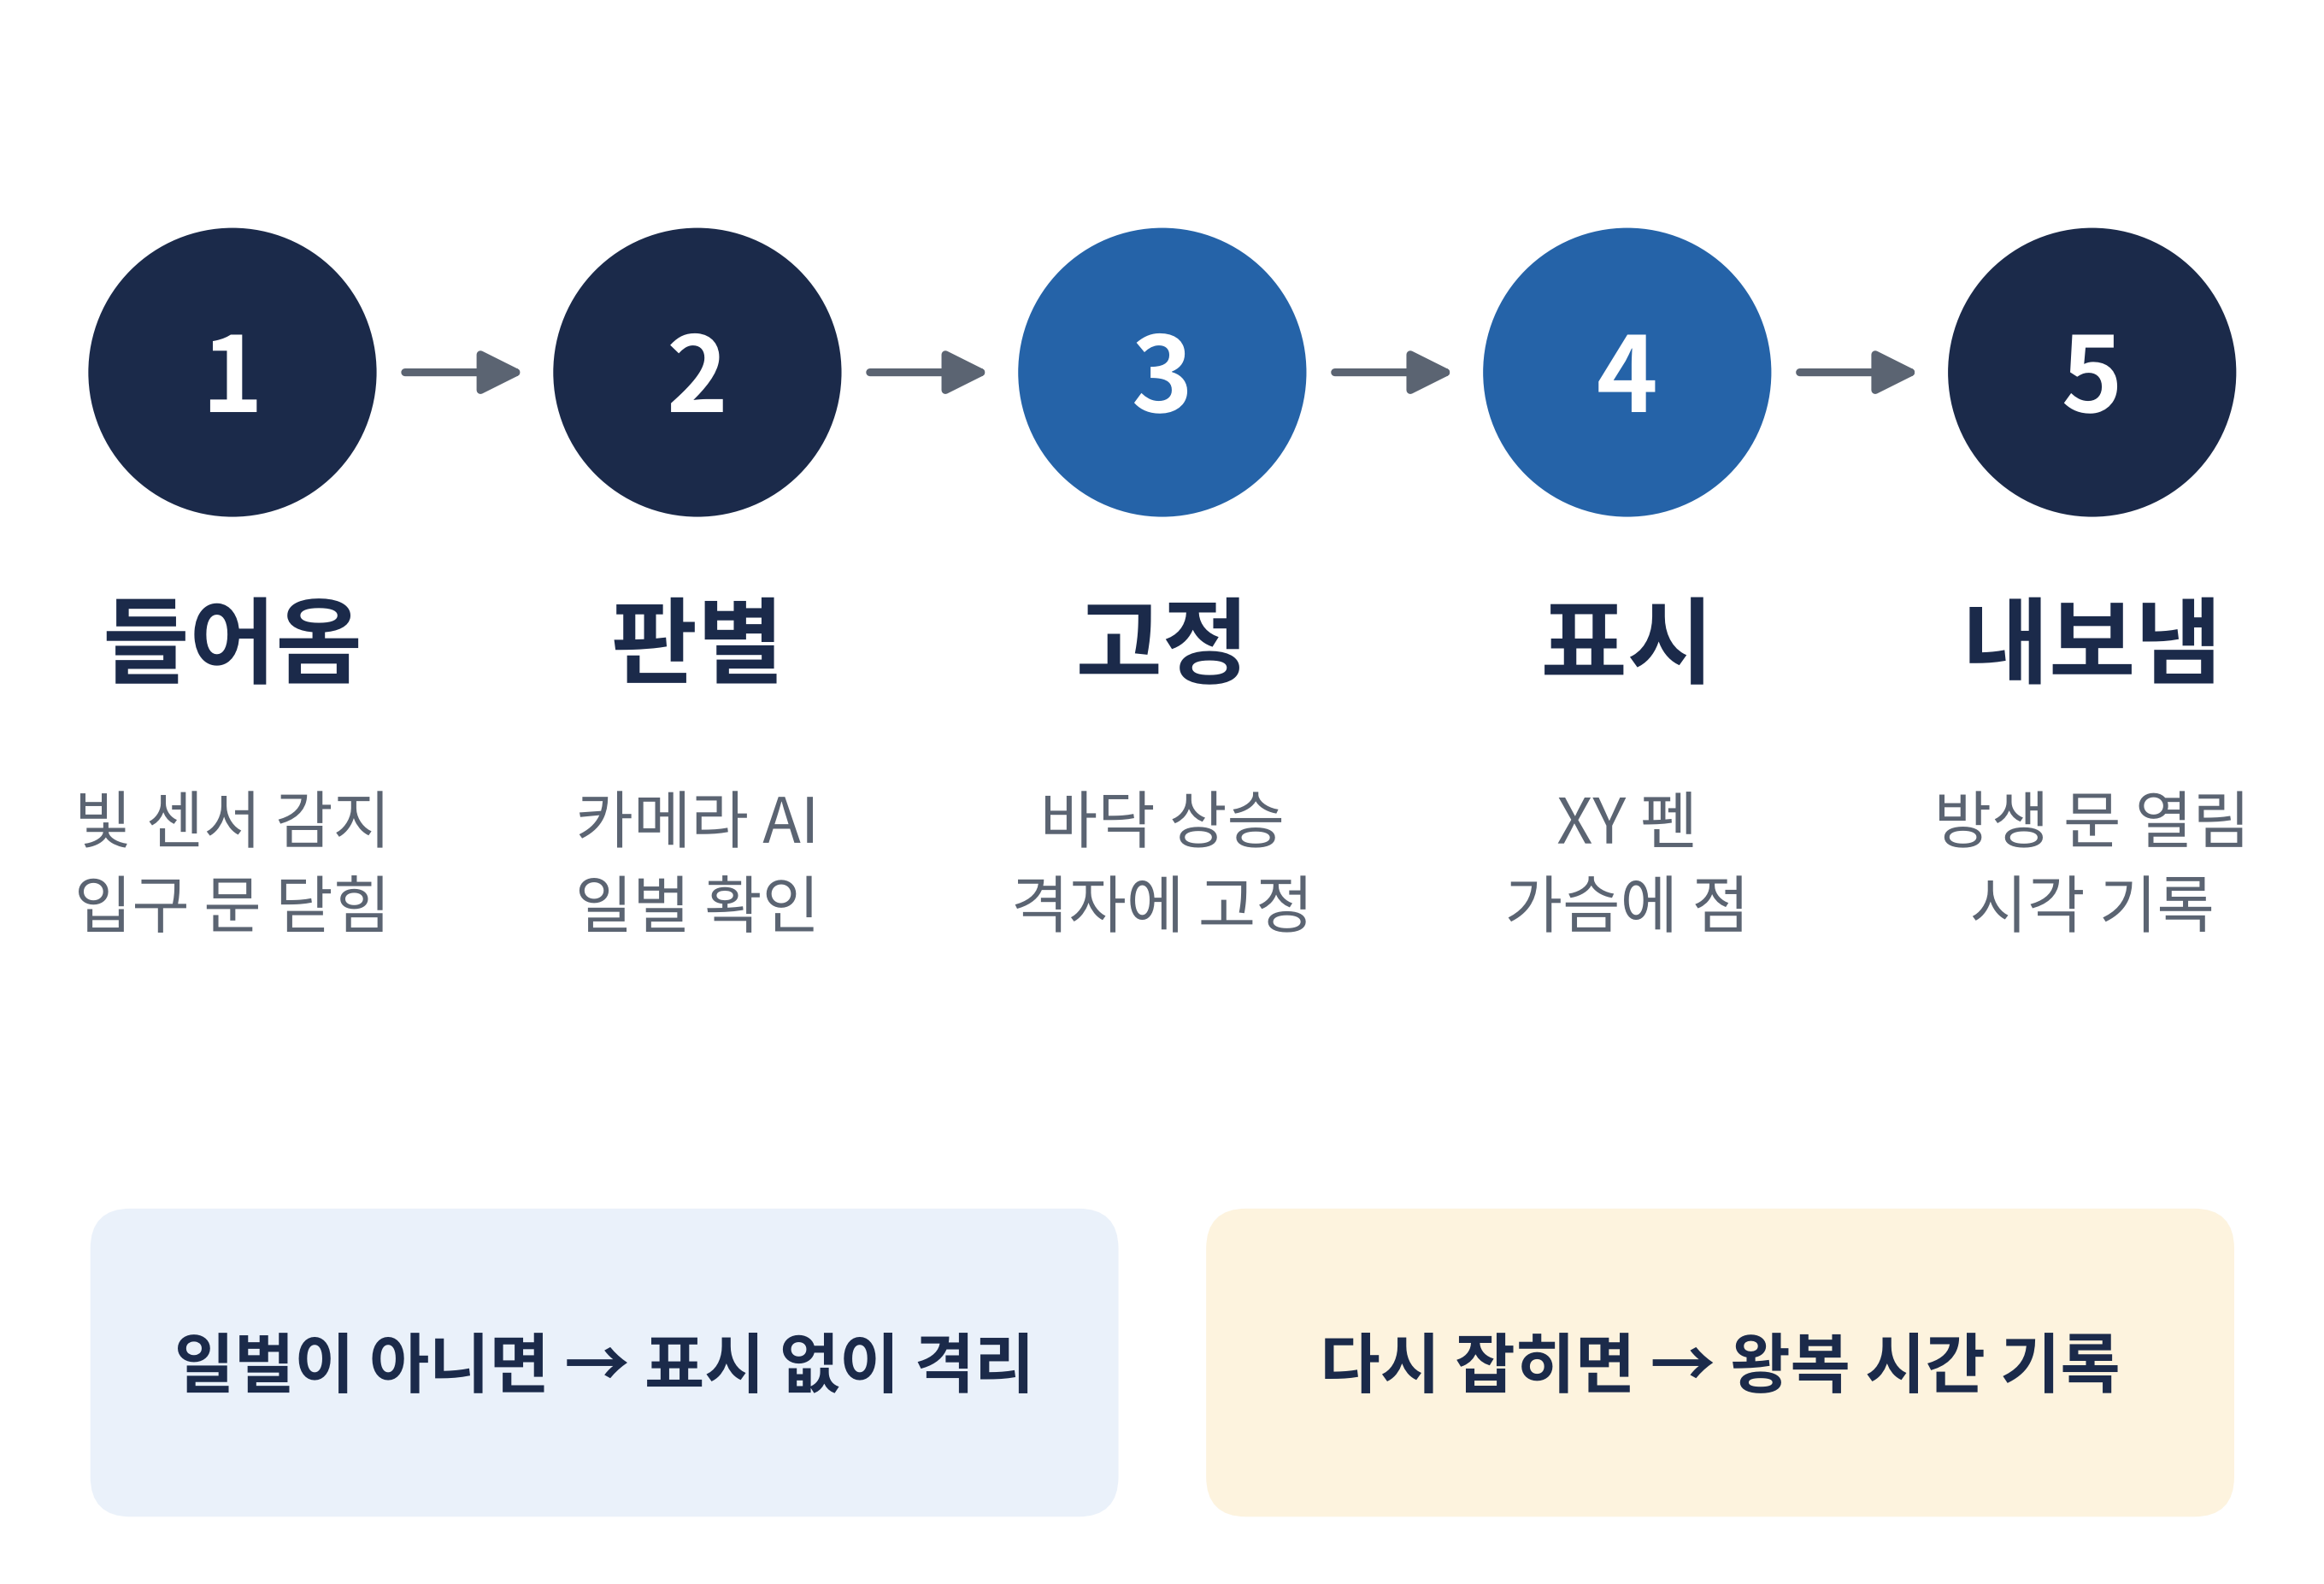 1
2
3
4
5
들어옴
판별
고정
표시
내보냄
빛 센서 감지
입구 문 닫힘
카메라 AI
일벌 확인
바닥 상승
격자에 고정
XY 펜
가슴에 점
방생 문 열림
시각 기록
일벌이 아니면 → 표시 없이 격리
다시 잡히면 → 왕복 시간 기록